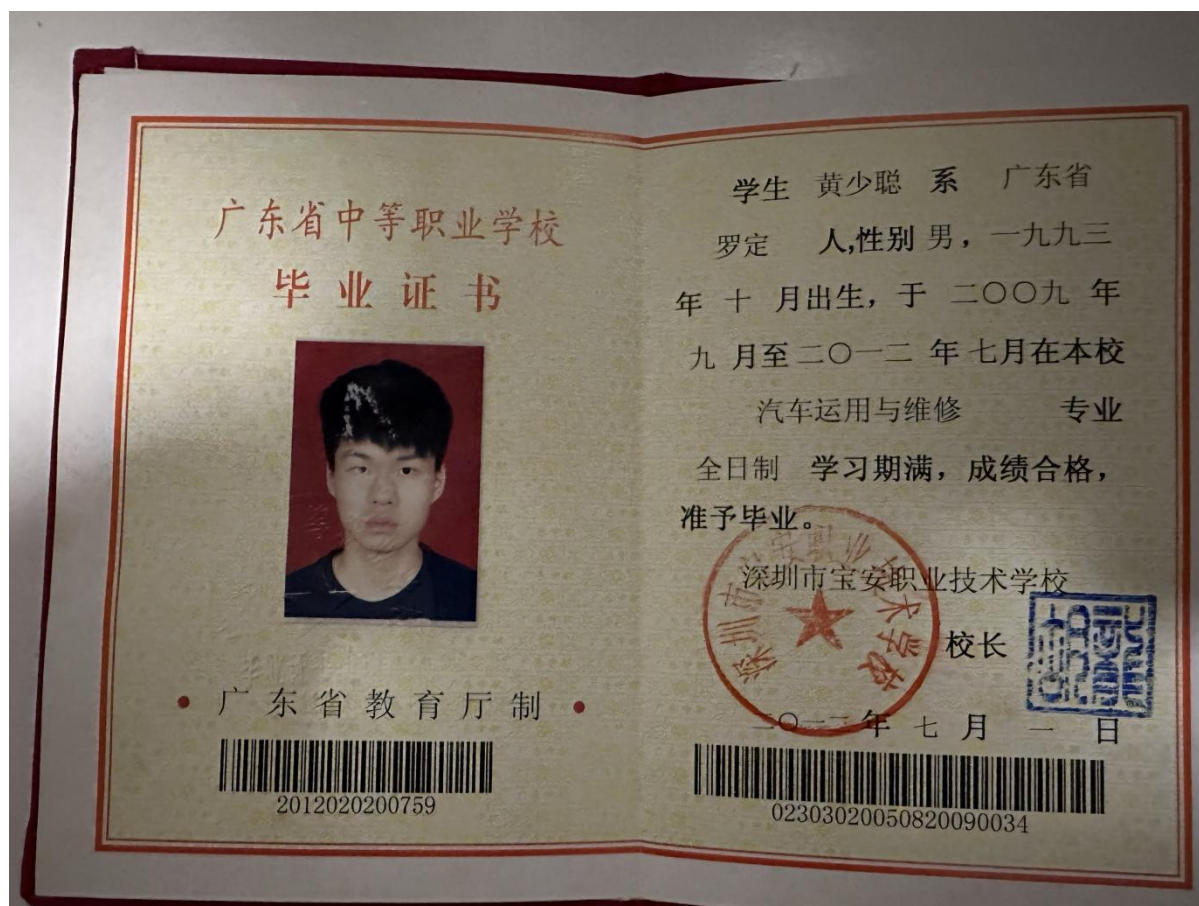 广东省中等职业学校
毕业证书
广东省教育厅制
2012020200759
学生 黄少聪 系 广东省
罗定 人,性别 男，一九九三
年 十 月出生，于 二〇〇九 年
九 月至 二〇一二 年 七月在本校
汽车运用与维修 专业
全日制 学习期满，成绩合格，
准予毕业。
深圳市宝安职业技术学校
校长
二〇一二年 七 月 一 日
02303020050820090034